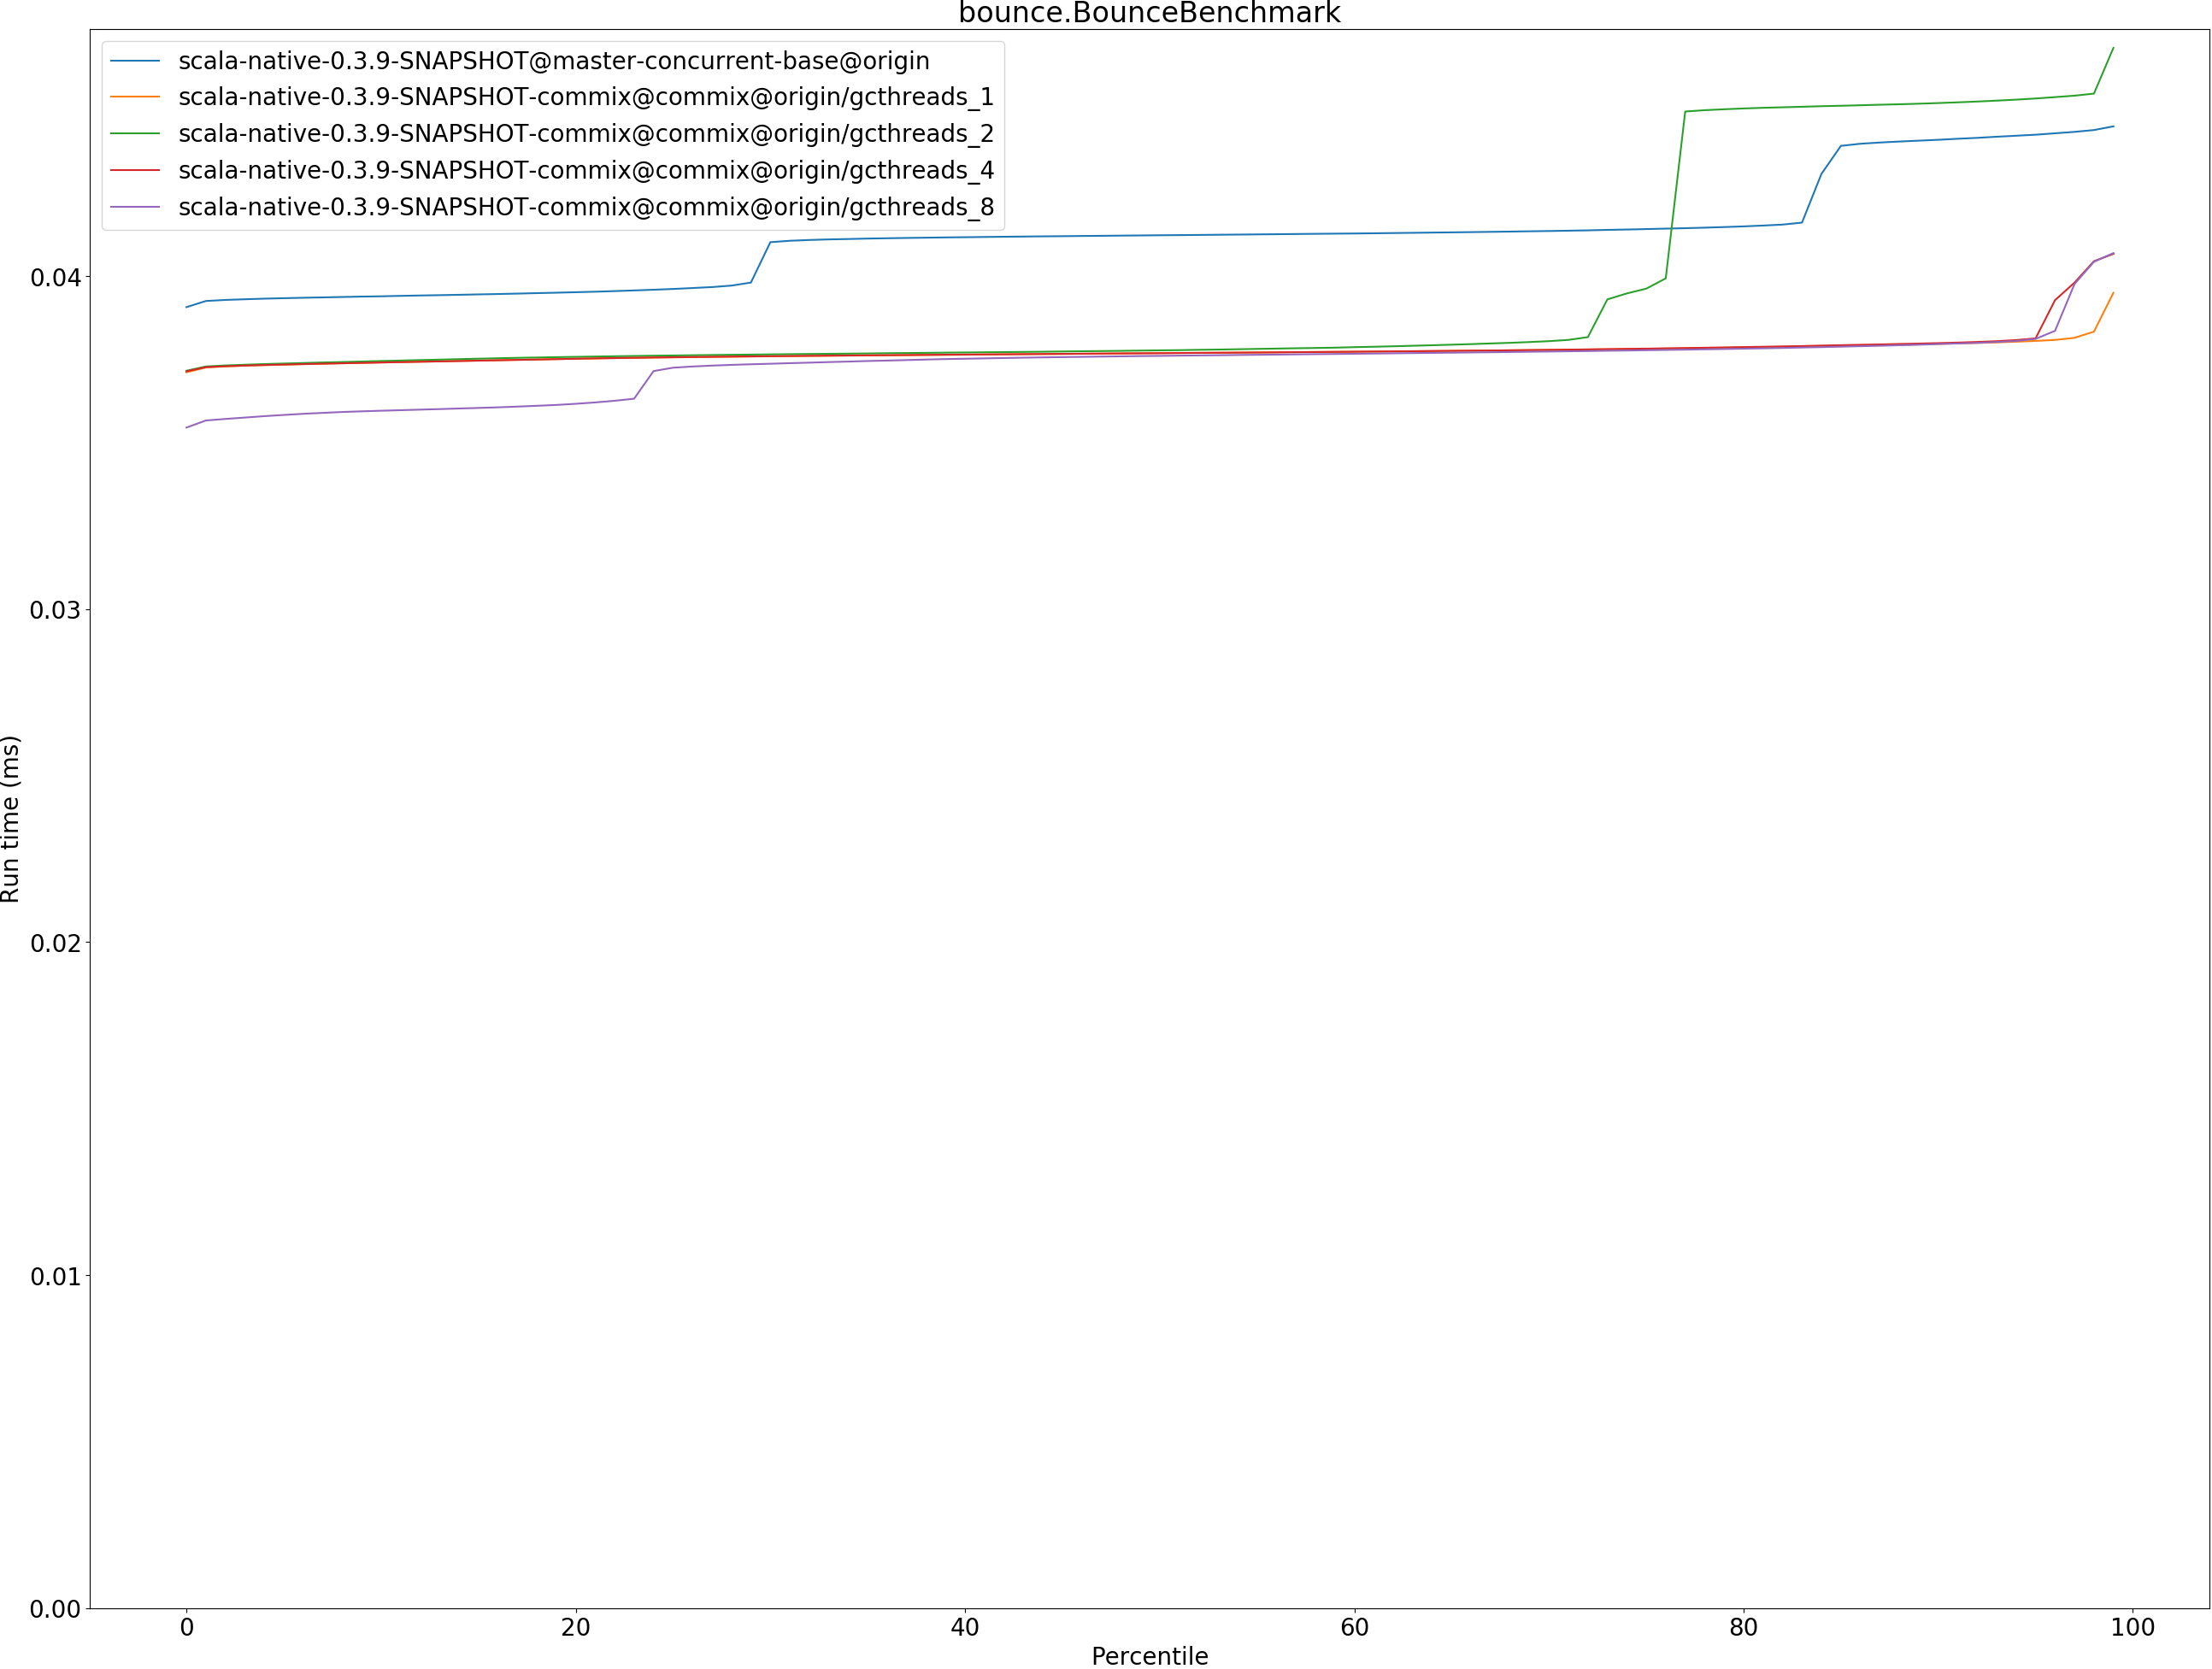 bounce.BounceBenchmark
scala-native-0.3.9-SNAPSHOT@master-concurrent-base@origin
scala-native-0.3.9-SNAPSHOT-commix@commix@origin/gcthreads_1
scala-native-0.3.9-SNAPSHOT-commix@commix@origin/gcthreads_2
scala-native-0.3.9-SNAPSHOT-commix@commix@origin/gcthreads_4
scala-native-0.3.9-SNAPSHOT-commix@commix@origin/gcthreads_8
0.04
0.03
0.02
0.01
0.00
Run time (ms)
0 20 40 60 80 100
Percentile